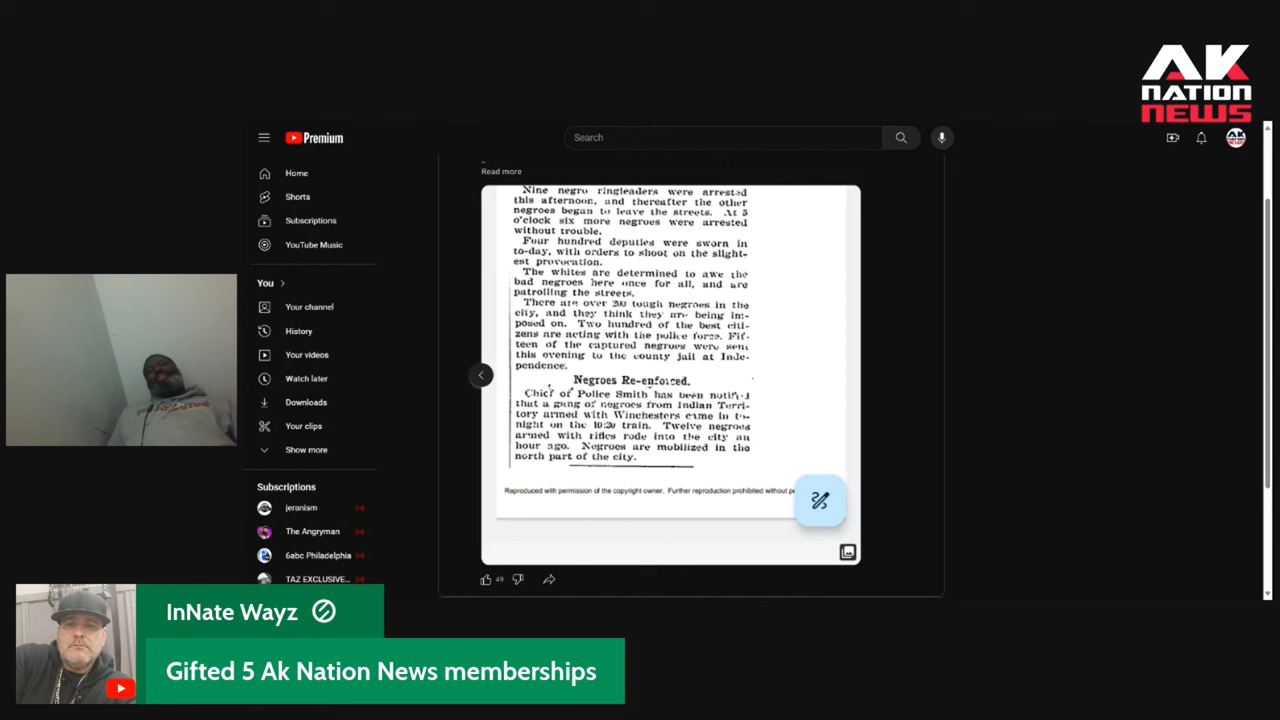 AK
NATION
NEWS
Premium
Search
Home
Shorts
Subscriptions
YouTube Music
You
Your channel
History
Your videos
Watch later
Downloads
Your clips
Show more
Subscriptions
jeranism
The Angryman
6abc Philadelphia
TAZ EXCLUSIVE...
Read more
Nine negro ringleaders were arrested
this afternoon, and thereafter the other
negroes began to leave the streets. At 5
o'clock six more negroes were arrested
without trouble.
Four hundred deputies were sworn in
to-day, with orders to shoot on the slight-
est provocation.
The whites are determined to awe the
bad negroes here once for all, and are
patrolling the streets.
There are over 200 tough negroes in the
city, and they think they are being im-
posed on. Two hundred of the best citi-
zens are acting with the police force. Fif-
teen of the captured negroes were sent
this evening to the county jail at Inde-
pendence.
Negroes Re-enforced.
Chief of Police Smith has been notified
that a gang of negroes from Indian Terri-
tory armed with Winchesters came in to-
night on the 10:20 train. Twelve negroes
armed with rifles rode into the city an
hour ago. Negroes are mobilized in the
north part of the city.
Reproduced with permission of the copyright owner. Further reproduction prohibited without pe
49
InNate Wayz
Gifted 5 Ak Nation News memberships